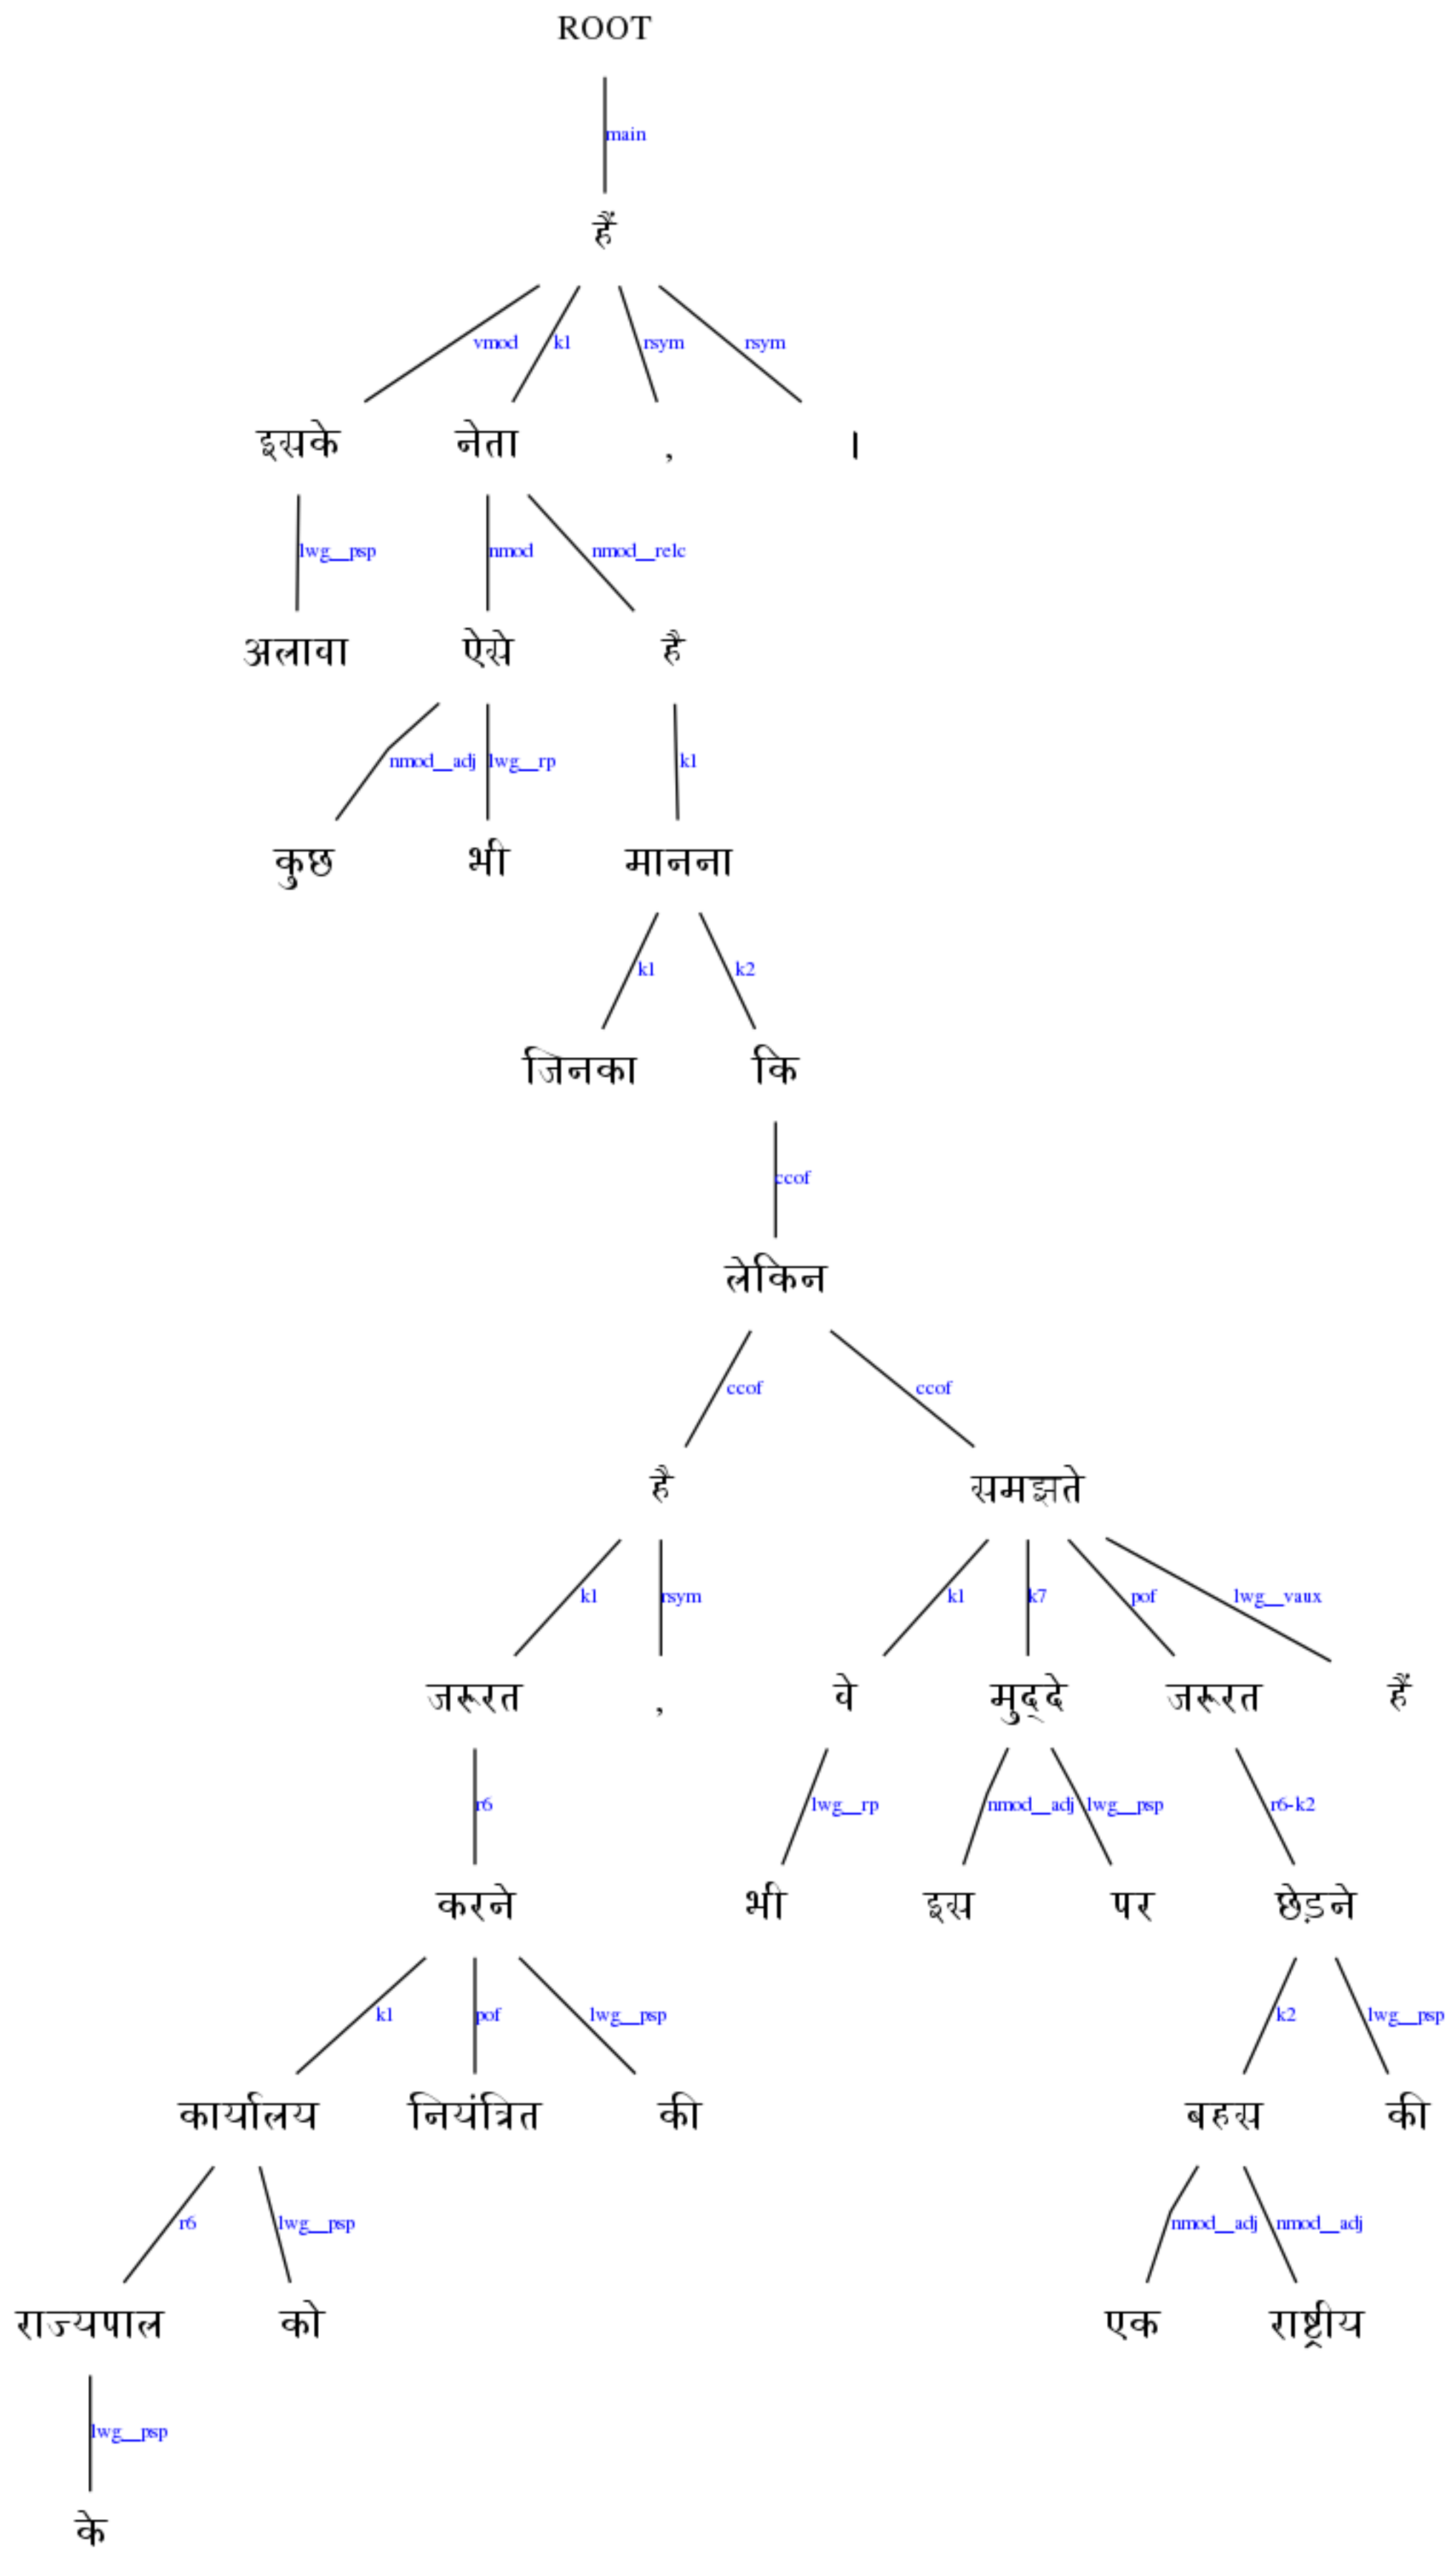 ROOT
main
हैं
vmod k1 rsym rsym
इसके नेता , ।
lwg__psp nmod nmod__relc
अलावा ऐसे है
nmod__adj lwg__rp k1
कुछ भी मानना
k1 k2
जिनका कि
ccof
लेकिन
ccof ccof
है समझते
k1 rsym k1 k7 pof lwg__vaux
जरूरत , वे मुद्दे जरूरत हैं
r6 lwg__rp nmod__adj lwg__psp r6-k2
करने भी इस पर छेड़ने
k1 pof lwg__psp k2 lwg__psp
कार्यालय नियंत्रित की बहस की
r6 lwg__psp nmod__adj nmod__adj
राज्यपाल को एक राष्ट्रीय
lwg__psp
के